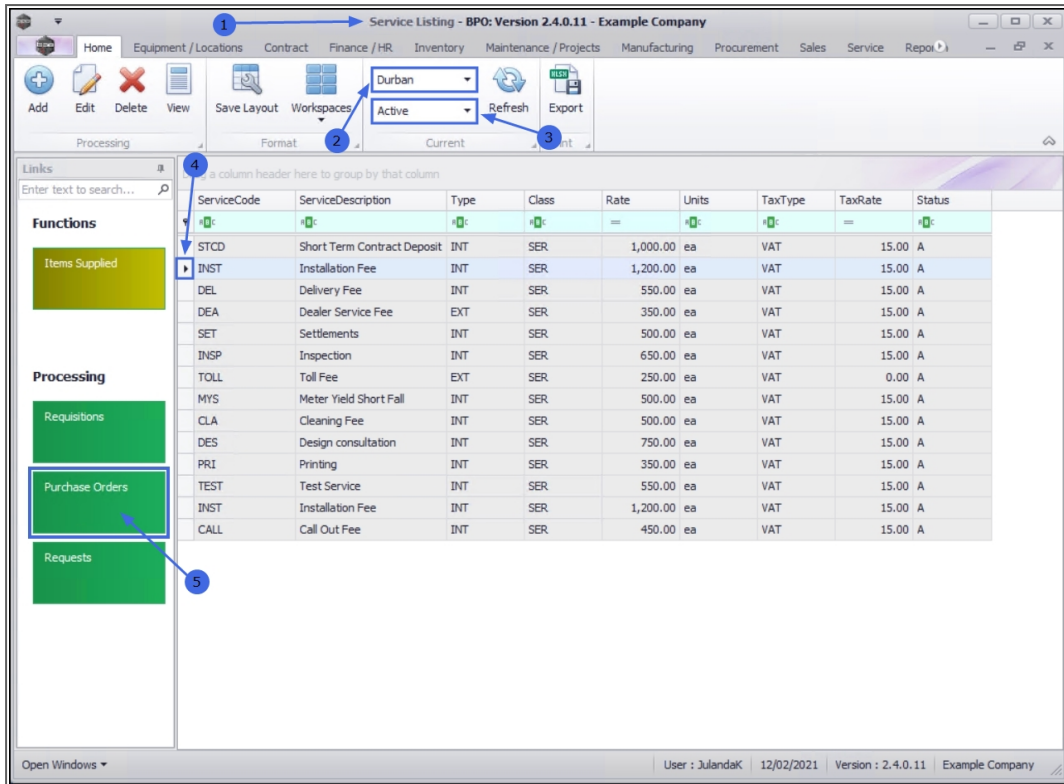 Service Listing - BPO: Version 2.4.0.11 - Example Company
1
Home Equipment / Locations Contract Finance / HR Inventory Maintenance / Projects Manufacturing Procurement Sales Service
Add Edit Delete View Save Layout Workspaces Durban Active Refresh Export
Processing Format 2 Current 3
Links 4
a column header here to group by that column
Enter text to search...
ServiceCode ServiceDescription Type Class Rate Units TaxType TaxRate Status
Functions
STCD Short Term Contract Deposit INT SER 1,000.00 ea VAT 15.00 A
Items Supplied
INST Installation Fee INT SER 1,200.00 ea VAT 15.00 A
DEL Delivery Fee INT SER 550.00 ea VAT 15.00 A
DEA Dealer Service Fee EXT SER 350.00 ea VAT 15.00 A
SET Settlements INT SER 500.00 ea VAT 15.00 A
INSP Inspection INT SER 650.00 ea VAT 15.00 A
Processing
TOLL Toll Fee EXT SER 250.00 ea VAT 0.00 A
MYS Meter Yield Short Fall INT SER 500.00 ea VAT 15.00 A
Requisitions
CLA Cleaning Fee INT SER 500.00 ea VAT 15.00 A
DES Design consultation INT SER 750.00 ea VAT 15.00 A
PRI Printing INT SER 350.00 ea VAT 15.00 A
Purchase Orders
TEST Test Service INT SER 550.00 ea VAT 15.00 A
INST Installation Fee INT SER 1,200.00 ea VAT 15.00 A
CALL Call Out Fee INT SER 450.00 ea VAT 15.00 A
Requests
5
Open Windows User : JulandaK 12/02/2021 Version : 2.4.0.11 Example Company